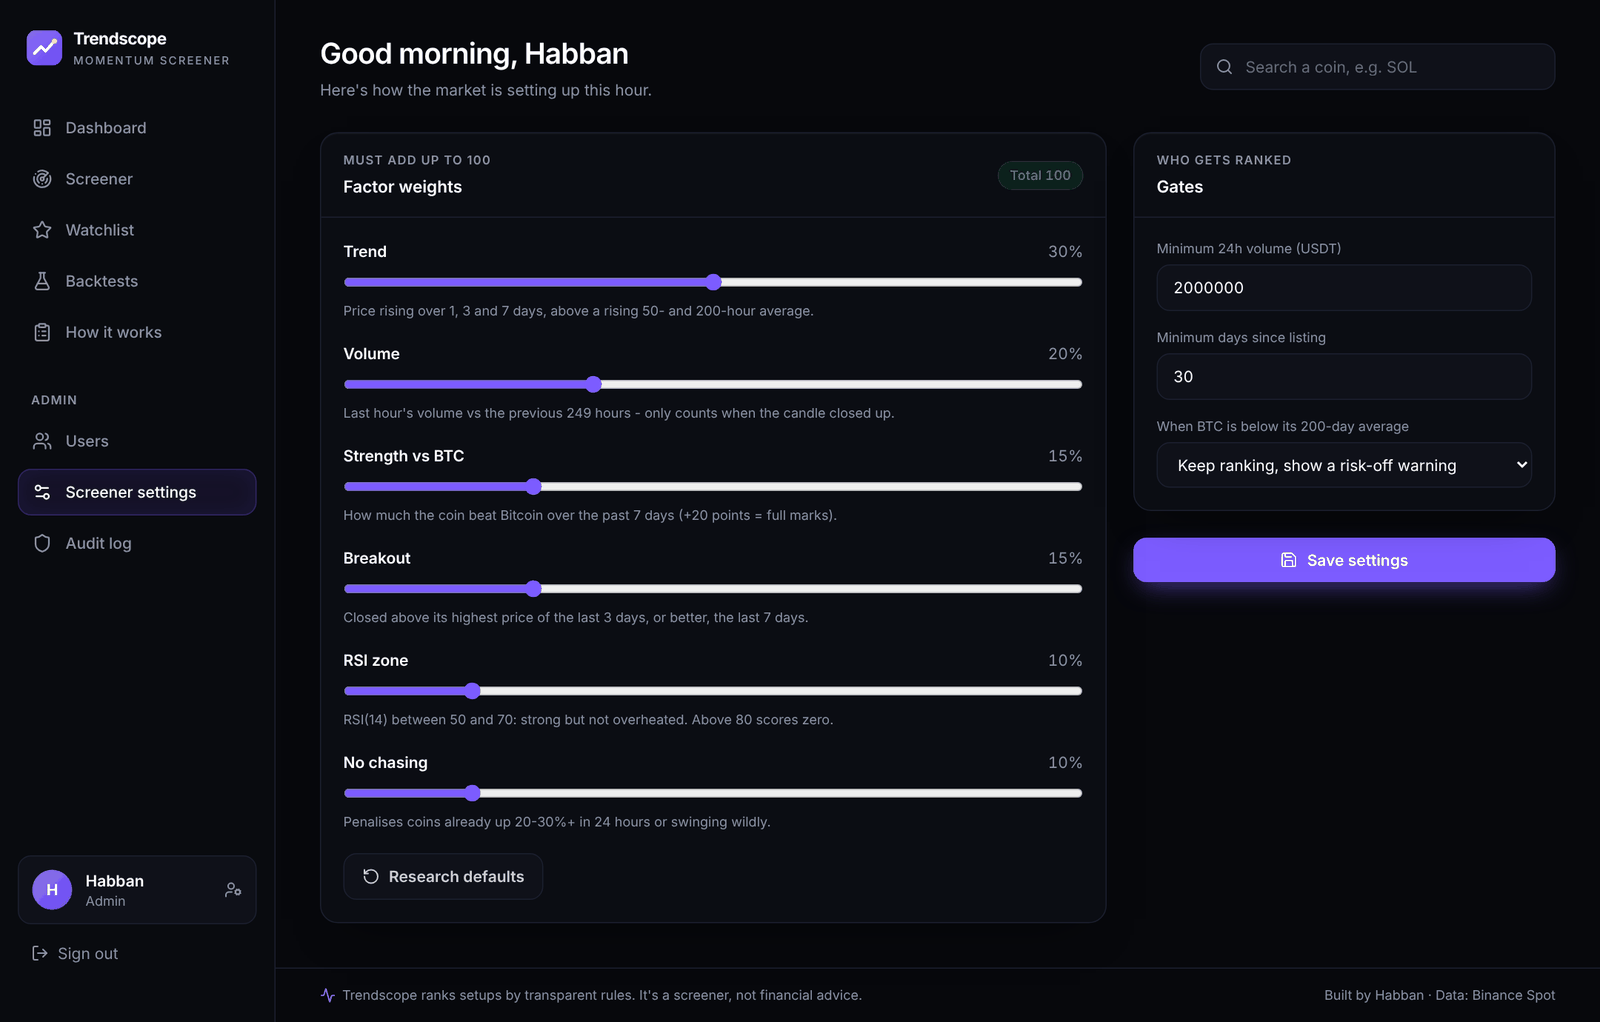 Trendscope
MOMENTUM SCREENER
Dashboard
Screener
Watchlist
Backtests
How it works
ADMIN
Users
Screener settings
Audit log
H
Habban
Admin
Sign out
Good morning, Habban
Here's how the market is setting up this hour.
Search a coin, e.g. SOL
MUST ADD UP TO 100
Factor weights
Total 100
Trend
30%
Price rising over 1, 3 and 7 days, above a rising 50- and 200-hour average.
Volume
20%
Last hour's volume vs the previous 249 hours - only counts when the candle closed up.
Strength vs BTC
15%
How much the coin beat Bitcoin over the past 7 days (+20 points = full marks).
Breakout
15%
Closed above its highest price of the last 3 days, or better, the last 7 days.
RSI zone
10%
RSI(14) between 50 and 70: strong but not overheated. Above 80 scores zero.
No chasing
10%
Penalises coins already up 20-30%+ in 24 hours or swinging wildly.
Research defaults
WHO GETS RANKED
Gates
Minimum 24h volume (USDT)
2000000
Minimum days since listing
30
When BTC is below its 200-day average
Keep ranking, show a risk-off warning
Save settings
Trendscope ranks setups by transparent rules. It's a screener, not financial advice.
Built by Habban · Data: Binance Spot